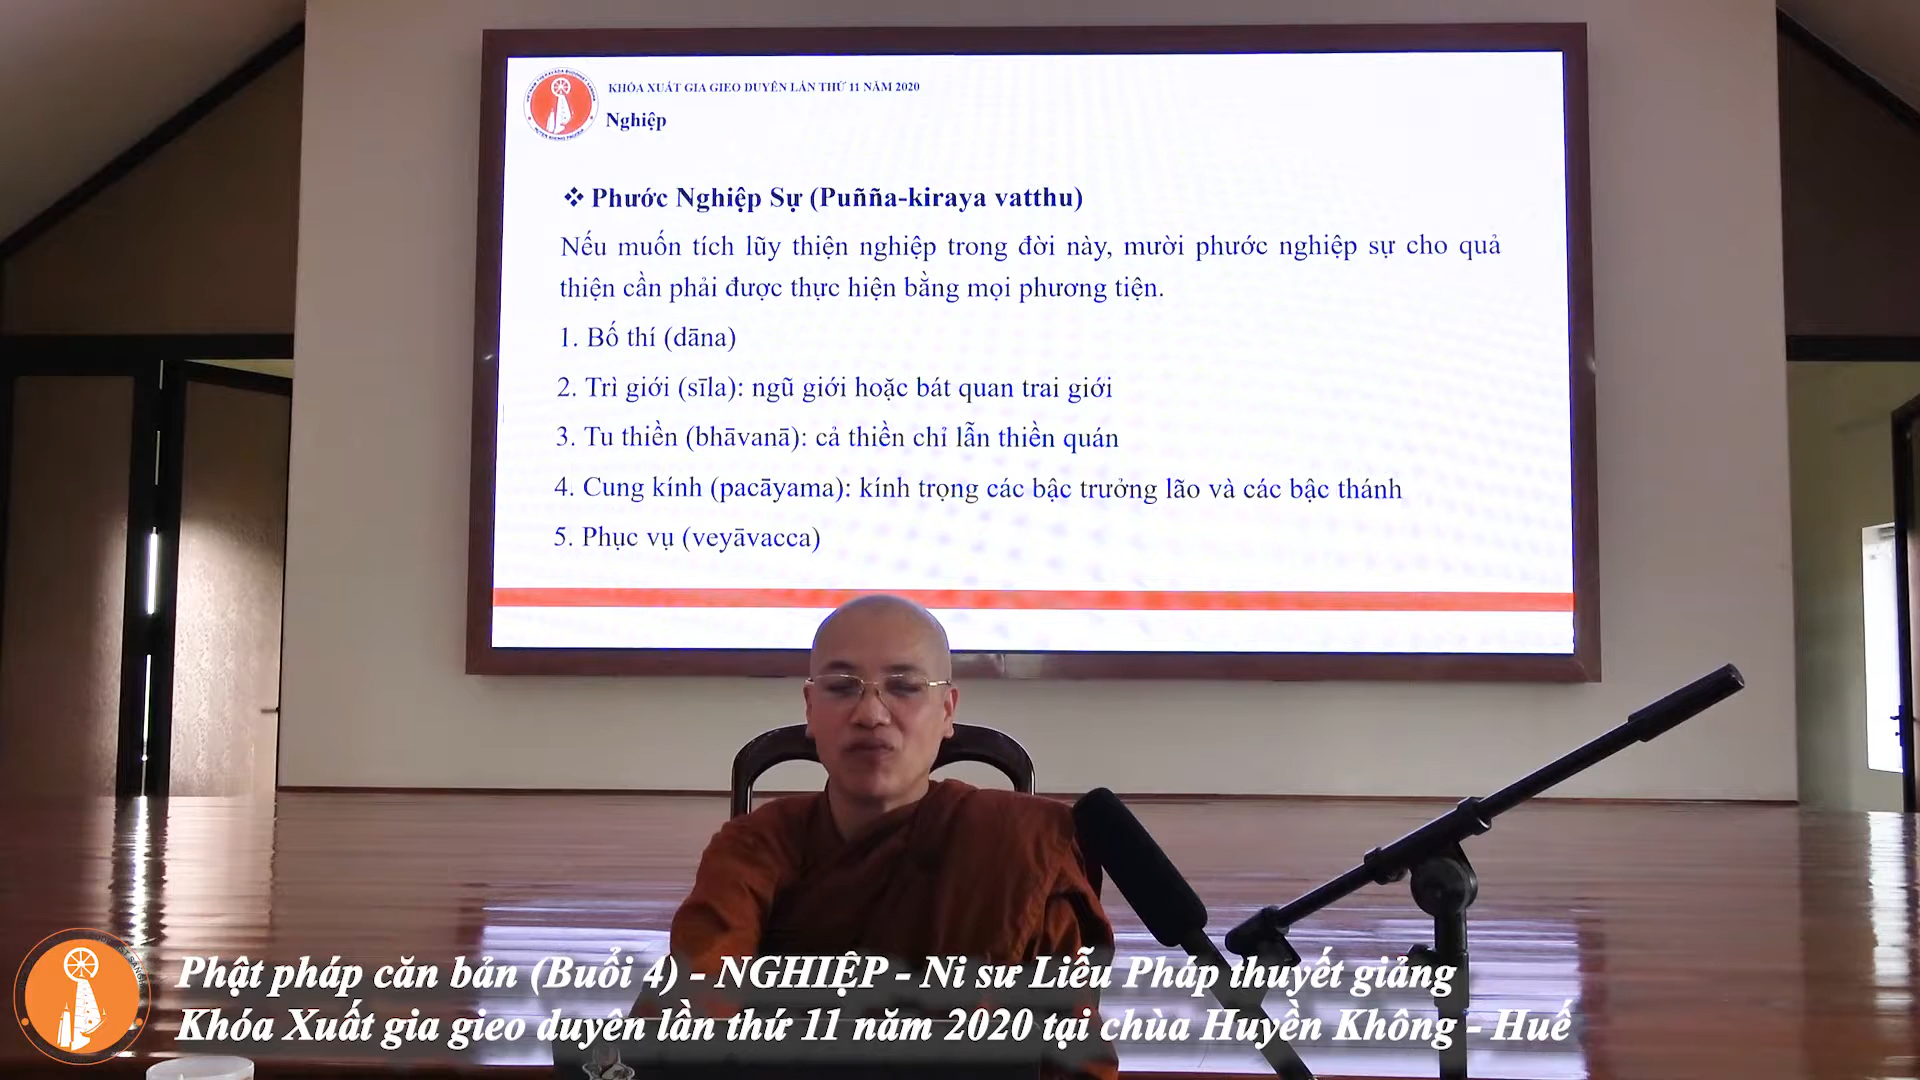 KHÓA XUẤT GIA GIEO DUYÊN LẦN THỨ 11 NĂM 2020
Nghiệp
❖ Phước Nghiệp Sự (Puñña-kiraya vatthu)
Nếu muốn tích lũy thiện nghiệp trong đời này, mười phước nghiệp sự cho quả
thiện cần phải được thực hiện bằng mọi phương tiện.
1. Bố thí (dāna)
2. Trì giới (sīla): ngũ giới hoặc bát quan trai giới
3. Tu thiền (bhāvanā): cả thiền chỉ lẫn thiền quán
4. Cung kính (pacāyama): kính trọng các bậc trưởng lão và các bậc thánh
5. Phục vụ (veyāvacca)
Phật pháp căn bản (Buổi 4) - NGHIỆP - Ni sư Liễu Pháp thuyết giảng
Khóa Xuất gia gieo duyên lần thứ 11 năm 2020 tại chùa Huyền Không - Huế